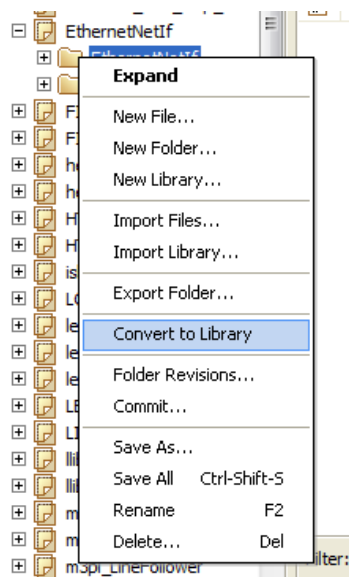 EthernetNetIf
EthernetNetIf
Expand
New File...
New Folder...
New Library...
Import Files...
Import Library...
Export Folder...
Convert to Library
Folder Revisions...
Commit...
Save As...
Save All Ctrl-Shift-S
Rename F2
Delete... Del
m3pi_LineFollower